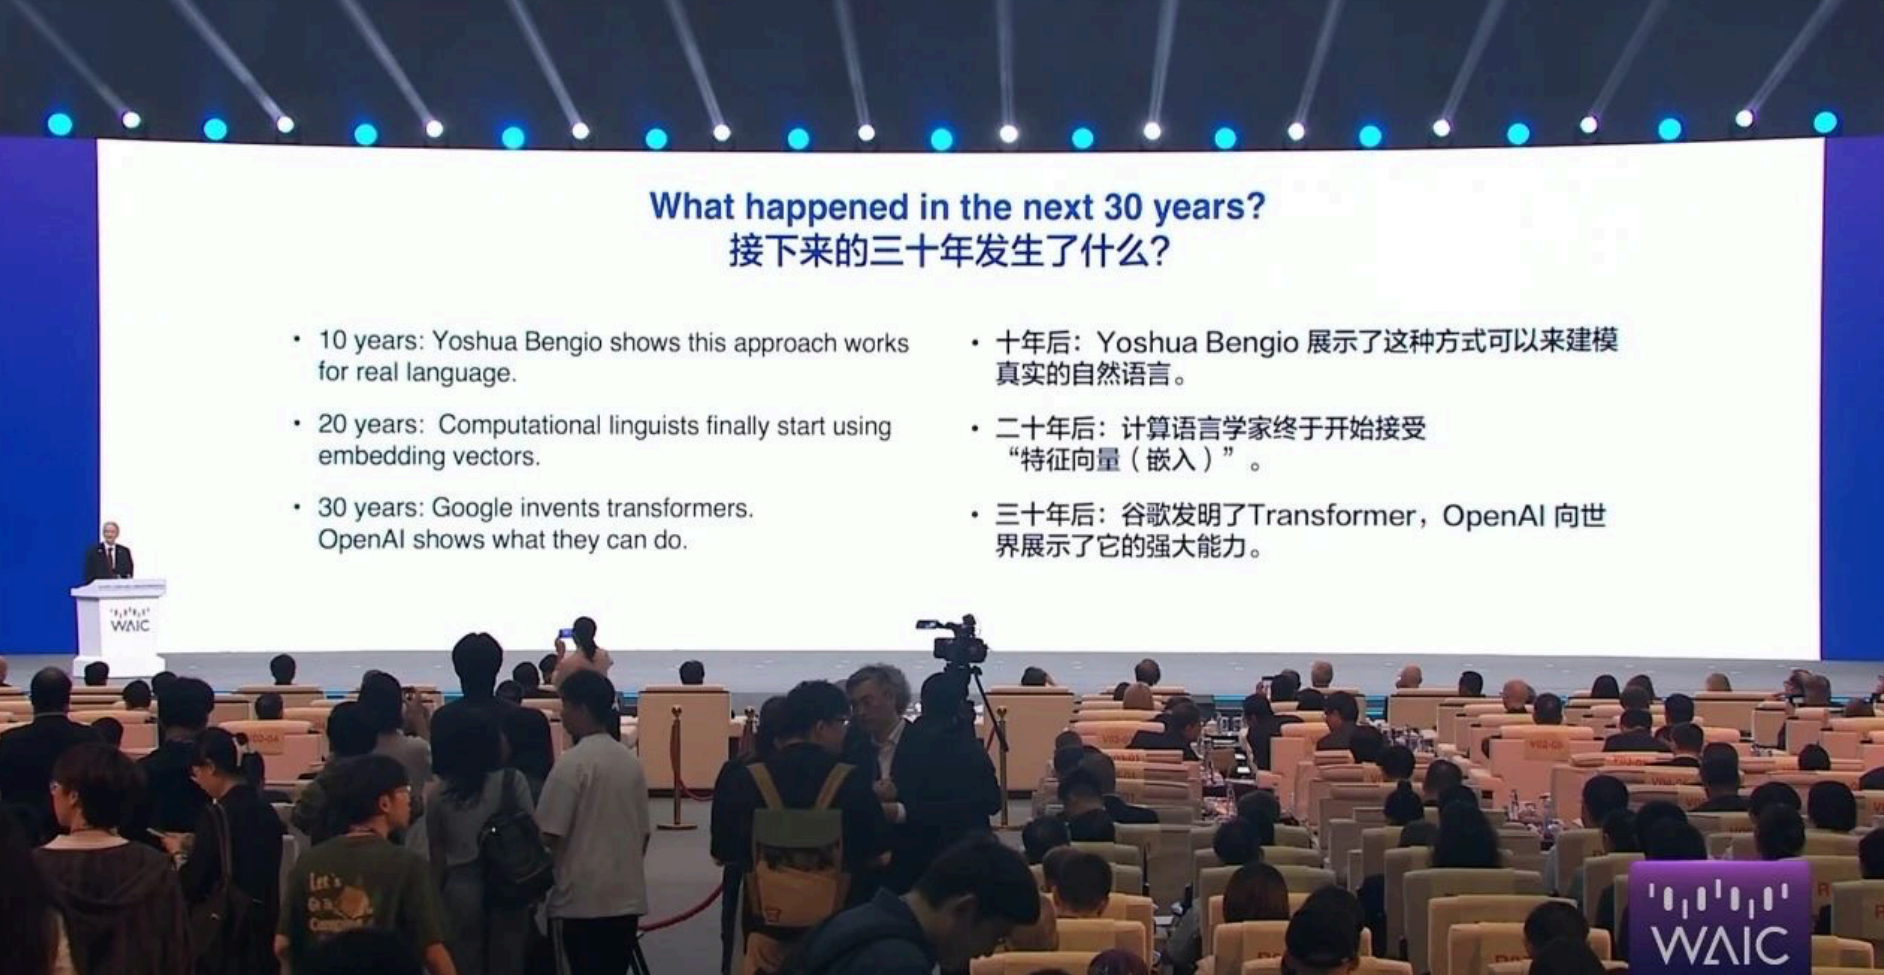 What happened in the next 30 years?
接下来的三十年发生了什么？
• 10 years: Yoshua Bengio shows this approach works
for real language.
• 20 years: Computational linguists finally start using
embedding vectors.
• 30 years: Google invents transformers.
OpenAI shows what they can do.
• 十年后：Yoshua Bengio 展示了这种方式可以来建模
真实的自然语言。
• 二十年后：计算语言学家终于开始接受
“特征向量（嵌入）”。
• 三十年后：谷歌发明了Transformer，OpenAI 向世
界展示了它的强大能力。
WAIC
Let's
Go To
WAIC